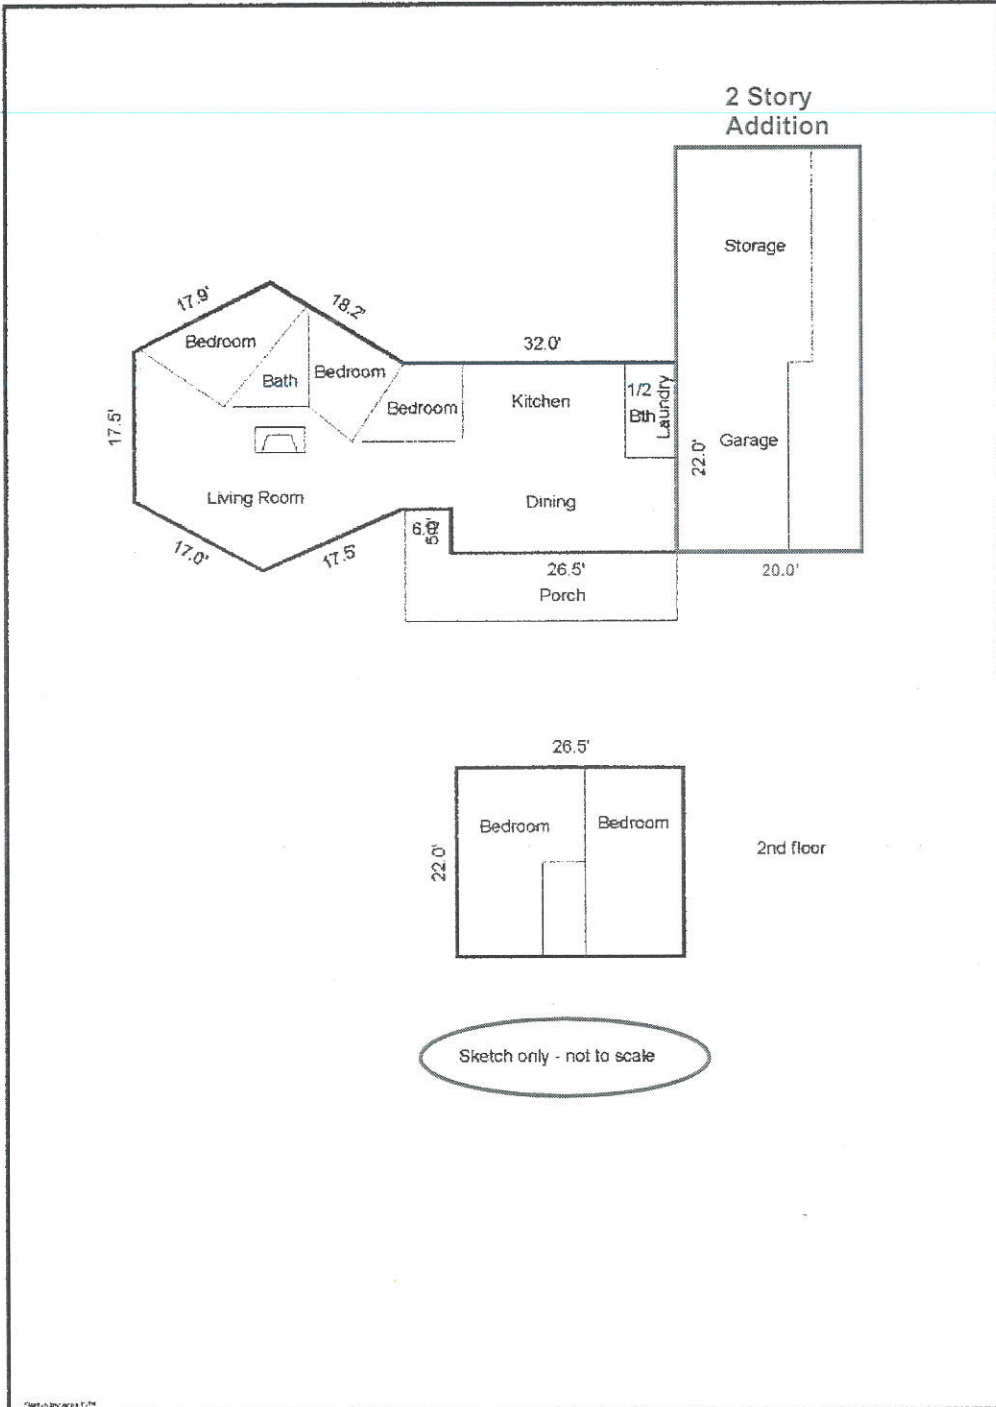 2 Story
Addition
Storage
17.9'
18.2'
Bedroom
Bath
Bedroom
Bedroom
32.0'
Kitchen
1/2
Bth
Laundry
17.5'
Garage
22.0'
Living Room
Dining
17.0'
17.5'
26.5'
20.0'
Porch
26.5'
Bedroom
Bedroom
22.0'
2nd floor
Sketch only - not to scale